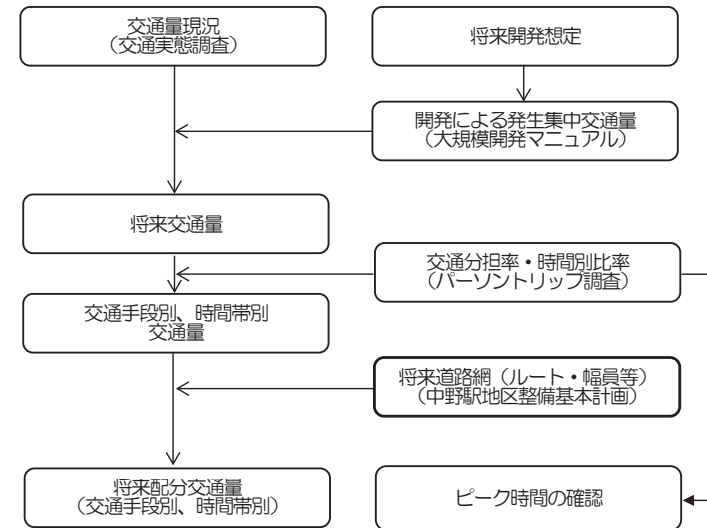 交通量現況
（交通実態調査）
将来開発想定
開発による発生集中交通量
（大規模開発マニュアル）
将来交通量
交通分担率・時間別比率
（パーソントリップ調査）
交通手段別、時間帯別
交通量
将来道路網（ルート・幅員等）
（中野駅地区整備基本計画）
将来配分交通量
（交通手段別、時間帯別）
ピーク時間の確認